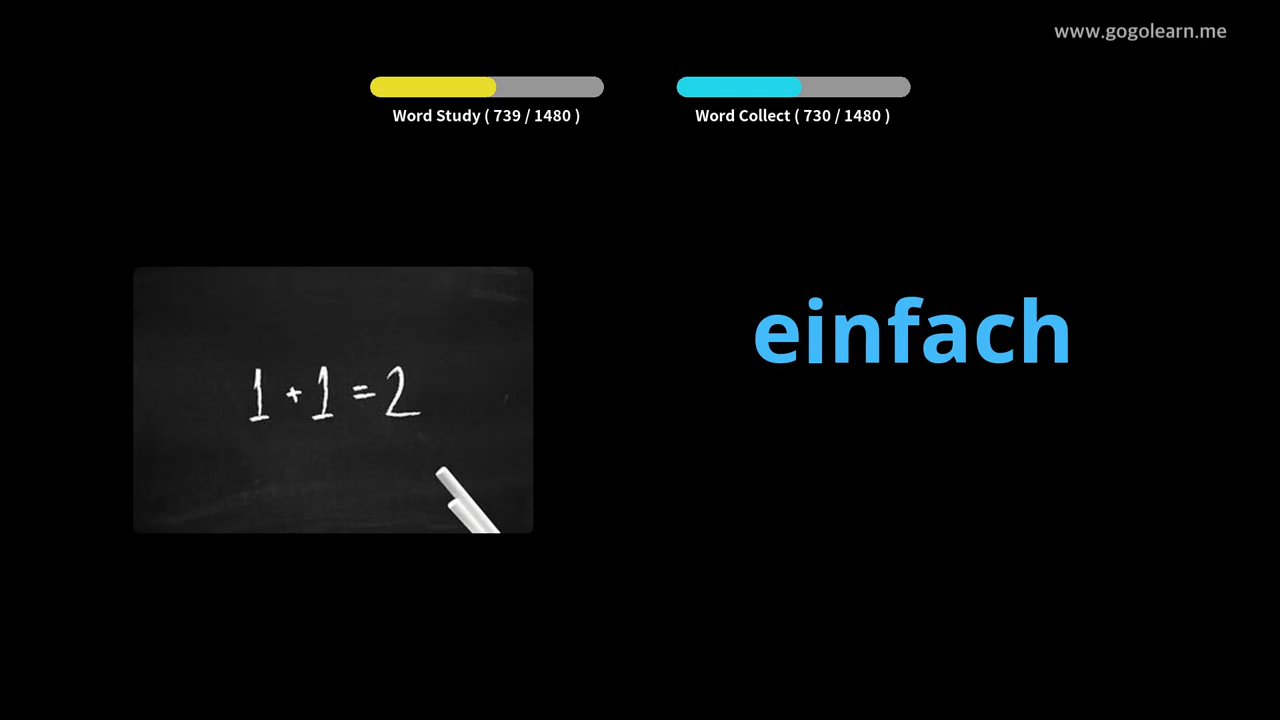 www.gogolearn.me
Word Study ( 739 / 1480 )
Word Collect ( 730 / 1480 )
1 + 1 = 2
einfach